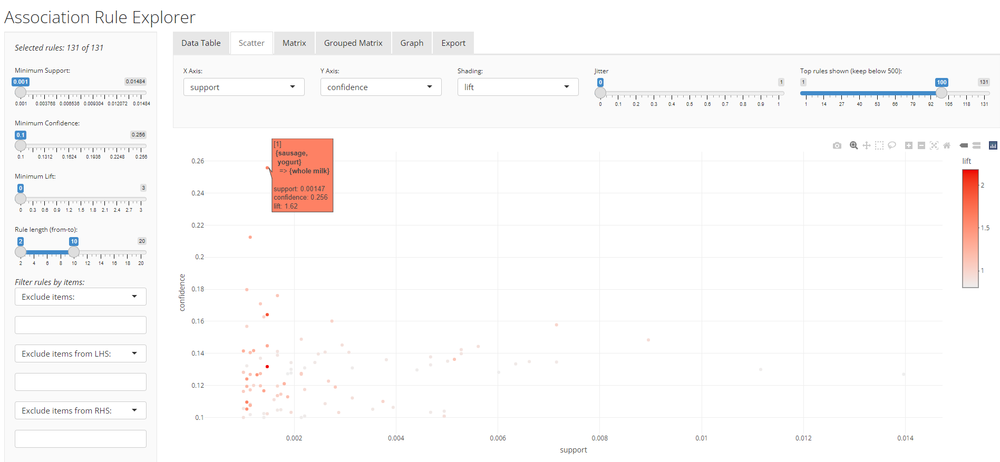 Association Rule Explorer
Selected rules: 131 of 131
Minimum Support:
0.001 0.01484
0.001 0.003768 0.006536 0.009304 0.012072 0.01484
Minimum Confidence:
0.1 0.256
0.1 0.1312 0.1624 0.1936 0.2248 0.256
Minimum Lift:
0 3
0 0.3 0.6 0.9 1.2 1.5 1.8 2.1 2.4 2.7 3
Rule length (from-to):
2 10 20
2 4 6 8 10 12 14 16 18 20
Filter rules by items:
Exclude items:
Exclude items from LHS:
Exclude items from RHS:
Data Table Scatter Matrix Grouped Matrix Graph Export
X Axis: Y Axis: Shading: Jitter Top rules shown (keep below 500):
support confidence lift
0 1 1 100 131
0 0.1 0.2 0.3 0.4 0.5 0.6 0.7 0.8 0.9 1
1 14 27 40 53 66 79 92 105 118 131
[1]
{sausage,
yogurt}
=> {whole milk}
support: 0.00147
confidence: 0.256
lift: 1.62
confidence
0.26
0.24
0.22
0.2
0.18
0.16
0.14
0.12
0.1
0.002 0.004 0.006 0.008 0.01 0.012 0.014
support
lift
2
1.5
1